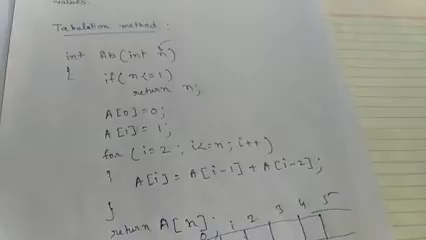 values.
Tabulation method :
int fib (int n)
{ if (n <= 1)
return n;
A[0] = 0;
A[1] = 1;
for (i=2 ; i<=n; i++)
{ A[i] = A[i-1] + A[i-2];
}
return A[n];
0 1 2 3 4 5